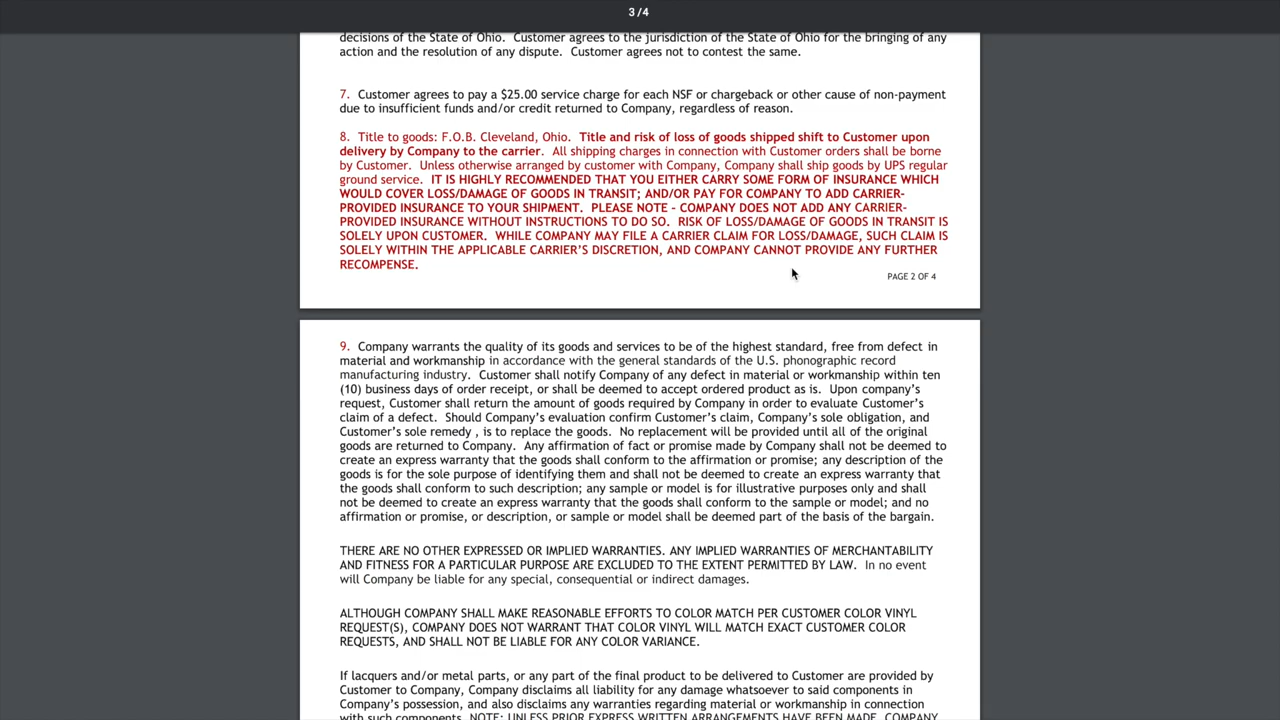 3 / 4
decisions of the State of Ohio. Customer agrees to the jurisdiction of the State of Ohio for the bringing of any
action and the resolution of any dispute. Customer agrees not to contest the same.
7. Customer agrees to pay a $25.00 service charge for each NSF or chargeback or other cause of non-payment
due to insufficient funds and/or credit returned to Company, regardless of reason.
8. Title to goods: F.O.B. Cleveland, Ohio. Title and risk of loss of goods shipped shift to Customer upon
delivery by Company to the carrier. All shipping charges in connection with Customer orders shall be borne
by Customer. Unless otherwise arranged by customer with Company, Company shall ship goods by UPS regular
ground service. IT IS HIGHLY RECOMMENDED THAT YOU EITHER CARRY SOME FORM OF INSURANCE WHICH
WOULD COVER LOSS/DAMAGE OF GOODS IN TRANSIT; AND/OR PAY FOR COMPANY TO ADD CARRIER-
PROVIDED INSURANCE TO YOUR SHIPMENT. PLEASE NOTE - COMPANY DOES NOT ADD ANY CARRIER-
PROVIDED INSURANCE WITHOUT INSTRUCTIONS TO DO SO. RISK OF LOSS/DAMAGE OF GOODS IN TRANSIT IS
SOLELY UPON CUSTOMER. WHILE COMPANY MAY FILE A CARRIER CLAIM FOR LOSS/DAMAGE, SUCH CLAIM IS
SOLELY WITHIN THE APPLICABLE CARRIER'S DISCRETION, AND COMPANY CANNOT PROVIDE ANY FURTHER
RECOMPENSE.
PAGE 2 OF 4
9. Company warrants the quality of its goods and services to be of the highest standard, free from defect in
material and workmanship in accordance with the general standards of the U.S. phonographic record
manufacturing industry. Customer shall notify Company of any defect in material or workmanship within ten
(10) business days of order receipt, or shall be deemed to accept ordered product as is. Upon company's
request, Customer shall return the amount of goods required by Company in order to evaluate Customer's
claim of a defect. Should Company's evaluation confirm Customer's claim, Company's sole obligation, and
Customer's sole remedy , is to replace the goods. No replacement will be provided until all of the original
goods are returned to Company. Any affirmation of fact or promise made by Company shall not be deemed to
create an express warranty that the goods shall conform to the affirmation or promise; any description of the
goods is for the sole purpose of identifying them and shall not be deemed to create an express warranty that
the goods shall conform to such description; any sample or model is for illustrative purposes only and shall
not be deemed to create an express warranty that the goods shall conform to the sample or model; and no
affirmation or promise, or description, or sample or model shall be deemed part of the basis of the bargain.
THERE ARE NO OTHER EXPRESSED OR IMPLIED WARRANTIES. ANY IMPLIED WARRANTIES OF MERCHANTABILITY
AND FITNESS FOR A PARTICULAR PURPOSE ARE EXCLUDED TO THE EXTENT PERMITTED BY LAW. In no event
will Company be liable for any special, consequential or indirect damages.
ALTHOUGH COMPANY SHALL MAKE REASONABLE EFFORTS TO COLOR MATCH PER CUSTOMER COLOR VINYL
REQUEST(S), COMPANY DOES NOT WARRANT THAT COLOR VINYL WILL MATCH EXACT CUSTOMER COLOR
REQUESTS, AND SHALL NOT BE LIABLE FOR ANY COLOR VARIANCE.
If lacquers and/or metal parts, or any part of the final product to be delivered to Customer are provided by
Customer to Company, Company disclaims all liability for any damage whatsoever to said components in
Company's possession, and also disclaims any warranties regarding material or workmanship in connection
with such components. NOTE: UNLESS PRIOR EXPRESS WRITTEN ARRANGEMENTS HAVE BEEN MADE, COMPANY